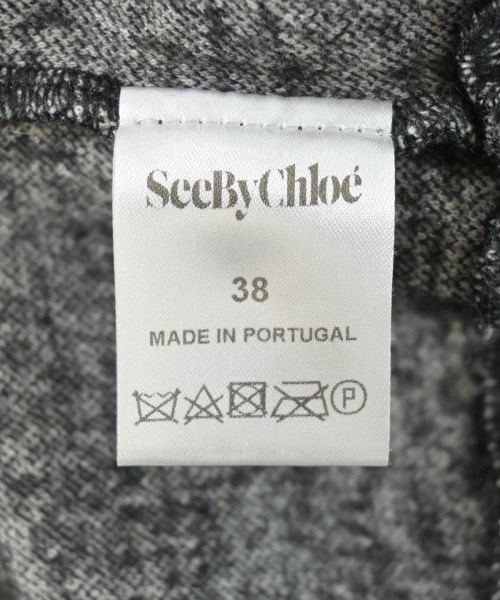 SeeByChloé
38
MADE IN PORTUGAL
P